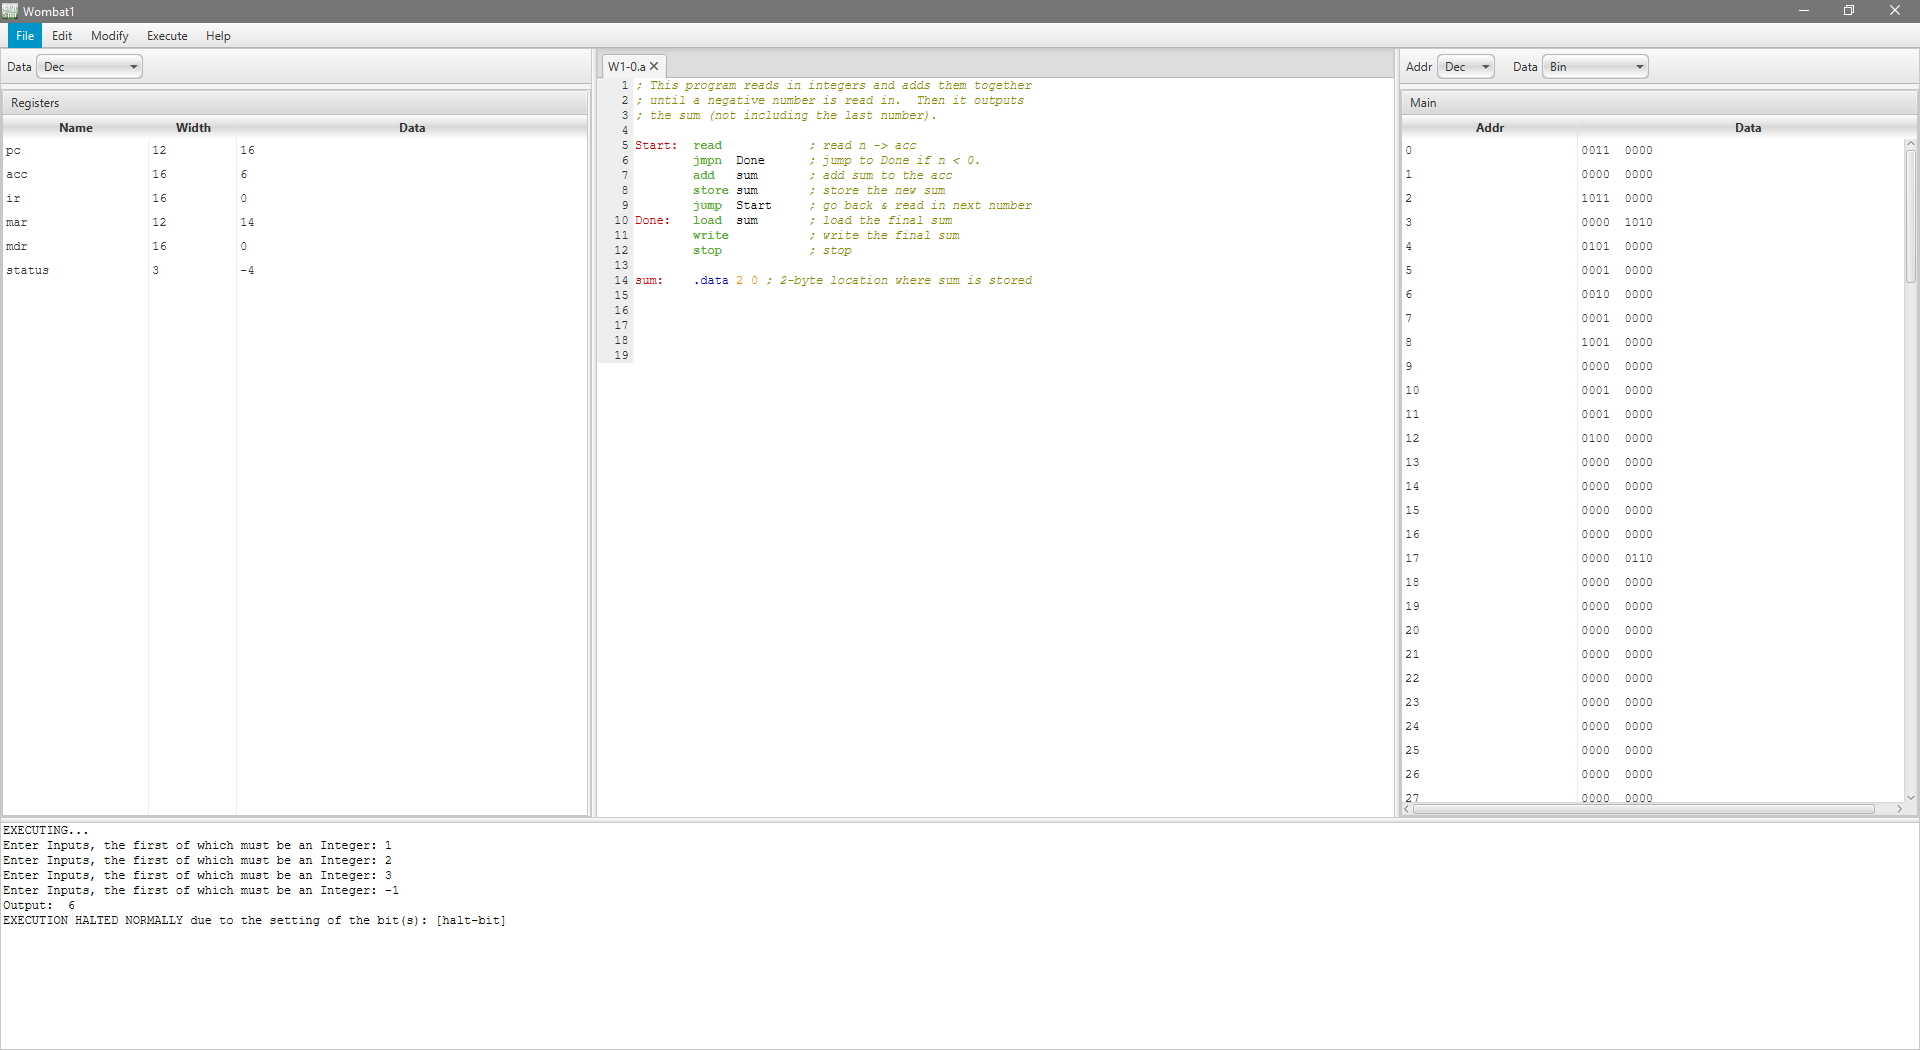 Wombat1
File Edit Modify Execute Help
Data Dec
Registers
Name Width Data
pc 12 16
acc 16 6
ir 16 0
mar 12 14
mdr 16 0
status 3 -4
W1-0.a
1 ; This program reads in integers and adds them together
2 ; until a negative number is read in.  Then it outputs
3 ; the sum (not including the last number).
4
5 Start:  read            ; read n -> acc
6         jmpn  Done      ; jump to Done if n < 0.
7         add   sum       ; add sum to the acc
8         store sum       ; store the new sum
9         jump  Start     ; go back & read in next number
10 Done:   load  sum       ; load the final sum
11         write           ; write the final sum
12         stop            ; stop
13
14 sum:    .data 2 0 ; 2-byte location where sum is stored
15
16
17
18
19
Addr Dec Data Bin
Main
Addr Data
0 0011 0000
1 0000 0000
2 1011 0000
3 0000 1010
4 0101 0000
5 0001 0000
6 0010 0000
7 0001 0000
8 1001 0000
9 0000 0000
10 0001 0000
11 0001 0000
12 0100 0000
13 0000 0000
14 0000 0000
15 0000 0000
16 0000 0000
17 0000 0110
18 0000 0000
19 0000 0000
20 0000 0000
21 0000 0000
22 0000 0000
23 0000 0000
24 0000 0000
25 0000 0000
26 0000 0000
27 0000 0000
EXECUTING...
Enter Inputs, the first of which must be an Integer: 1
Enter Inputs, the first of which must be an Integer: 2
Enter Inputs, the first of which must be an Integer: 3
Enter Inputs, the first of which must be an Integer: -1
Output:  6
EXECUTION HALTED NORMALLY due to the setting of the bit(s): [halt-bit]